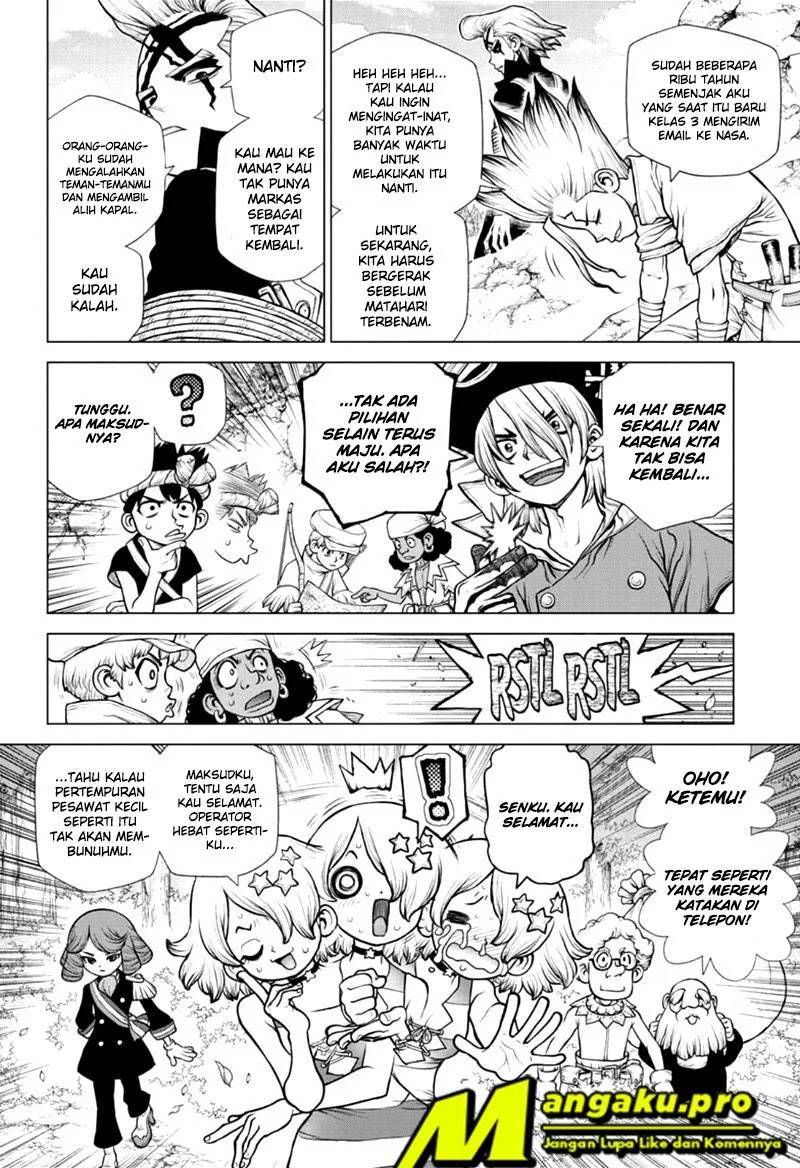 SUDAH BEBERAPA
RIBU TAHUN
SEMENJAK AKU
YANG SAAT ITU BARU
KELAS 3 MENGIRIM
EMAIL KE NASA.
HEH HEH HEH...
TAPI KALAU
KAU INGIN
MENGINGAT-INAT,
KITA PUNYA
BANYAK WAKTU
UNTUK
MELAKUKAN ITU
NANTI.
UNTUK
SEKARANG,
KITA HARUS
BERGERAK
SEBELUM
MATAHARI
TERBENAM.
NANTI?
KAU MAU KE
MANA? KAU
TAK PUNYA
MARKAS
SEBAGAI
TEMPAT
KEMBALI.
ORANG-ORANG-
KU SUDAH
MENGALAHKAN
TEMAN-TEMANMU
DAN MENGAMBIL
ALIH KAPAL.
KAU
SUDAH
KALAH.
HA HA! BENAR
SEKALI! DAN
KARENA KITA
TAK BISA
KEMBALI...
...TAK ADA
PILIHAN
SELAIN TERUS
MAJU. APA
AKU SALAH?!
?
TUNGGU.
APA MAKSUD-
NYA?
RSTL RSTL
OHO!
KETEMU!
TEPAT SEPERTI
YANG MEREKA
KATAKAN DI
TELEPON!
SENKU. KAU
SELAMAT...
!
MAKSUDKU,
TENTU SAJA
KAU SELAMAT.
OPERATOR
HEBAT SEPERTI-
KU...
...TAHU KALAU
PERTEMPURAN
PESAWAT KECIL
SEPERTI ITU
TAK AKAN MEM-
BUNUHMU.
Mangaku.pro
Jangan Lupa Like dan Komennya